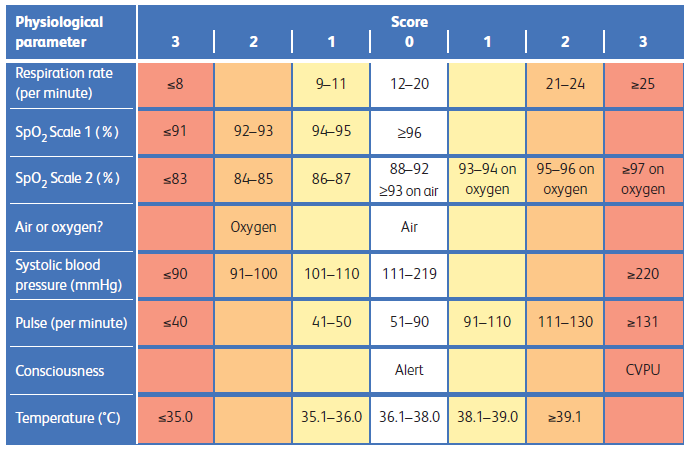 Physiological parameter Score
3 2 1 0 1 2 3
Respiration rate (per minute) ≤8 9–11 12–20 21–24 ≥25
SpO₂ Scale 1 (%) ≤91 92–93 94–95 ≥96
SpO₂ Scale 2 (%) ≤83 84–85 86–87 88–92 ≥93 on air 93–94 on oxygen 95–96 on oxygen ≥97 on oxygen
Air or oxygen? Oxygen Air
Systolic blood pressure (mmHg) ≤90 91–100 101–110 111–219 ≥220
Pulse (per minute) ≤40 41–50 51–90 91–110 111–130 ≥131
Consciousness Alert CVPU
Temperature (°C) ≤35.0 35.1–36.0 36.1–38.0 38.1–39.0 ≥39.1